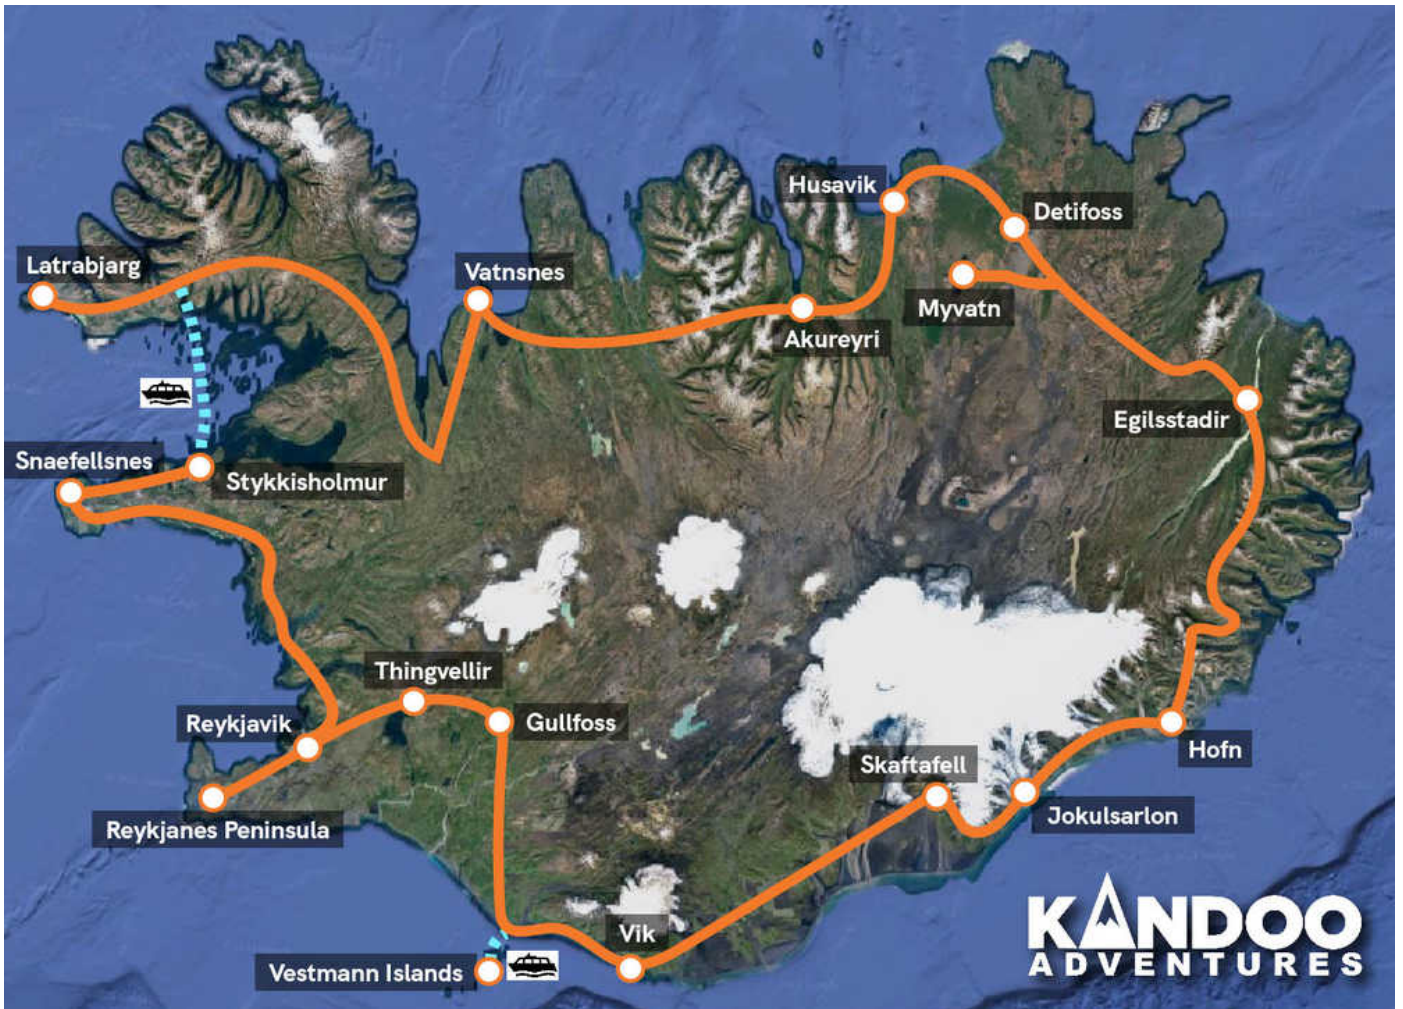 Husavik
Detifoss
Latrabjarg
Vatnsnes
Myvatn
Akureyri
Egilsstadir
Snaefellsnes
Stykkisholmur
Thingvellir
Reykjavik
Gullfoss
Hofn
Skaftafell
Jokulsarlon
Reykjanes Peninsula
Vik
Vestmann Islands
KANDOO
ADVENTURES